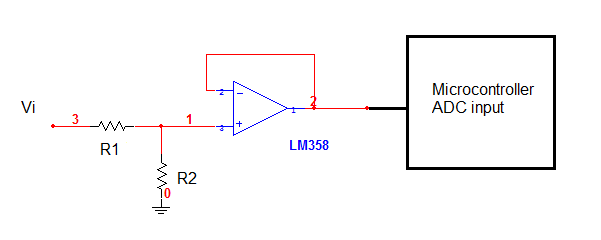 Vi
3
R1
1
R2
0
2
3
−
+
1
2
LM358
Microcontroller
ADC input